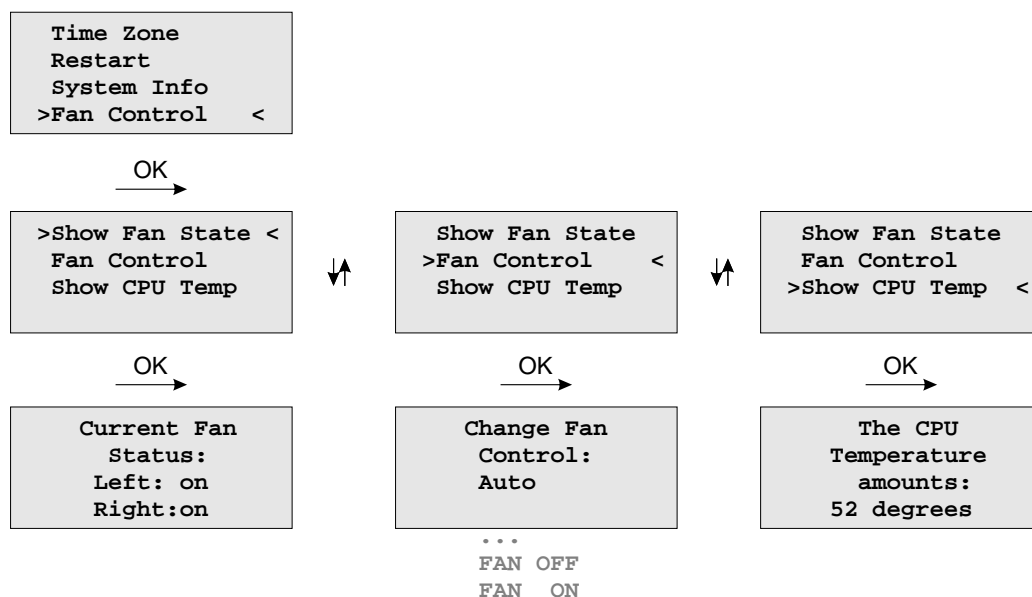 Time Zone
Restart
System Info
>Fan Control <
OK
>Show Fan State <
Fan Control
Show CPU Temp
Show Fan State
>Fan Control <
Show CPU Temp
Show Fan State
Fan Control
>Show CPU Temp <
OK
OK
OK
Current Fan
Status:
Left: on
Right:on
Change Fan
Control:
Auto
...
FAN OFF
FAN ON
The CPU
Temperature
amounts:
52 degrees